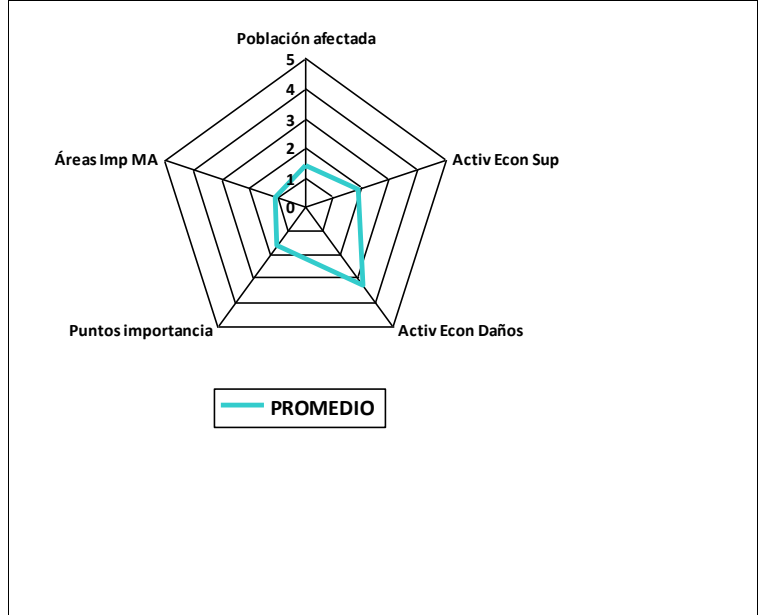 Población afectada
5
4
3
2
1
0
Áreas Imp MA
Activ Econ Sup
Puntos importancia
Activ Econ Daños
PROMEDIO